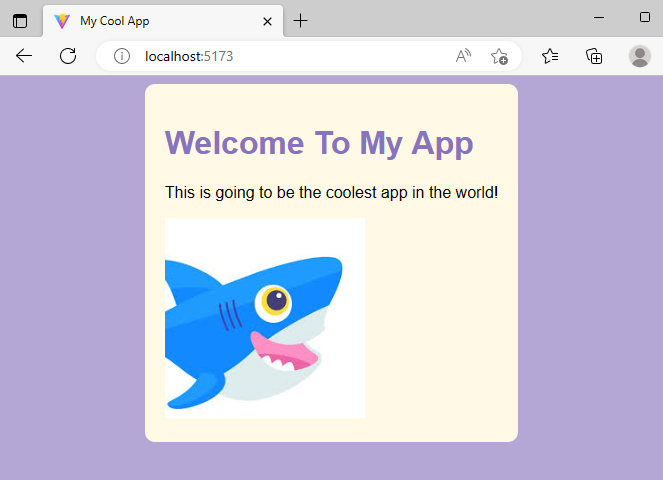 My Cool App
localhost:5173
Welcome To My App
This is going to be the coolest app in the world!